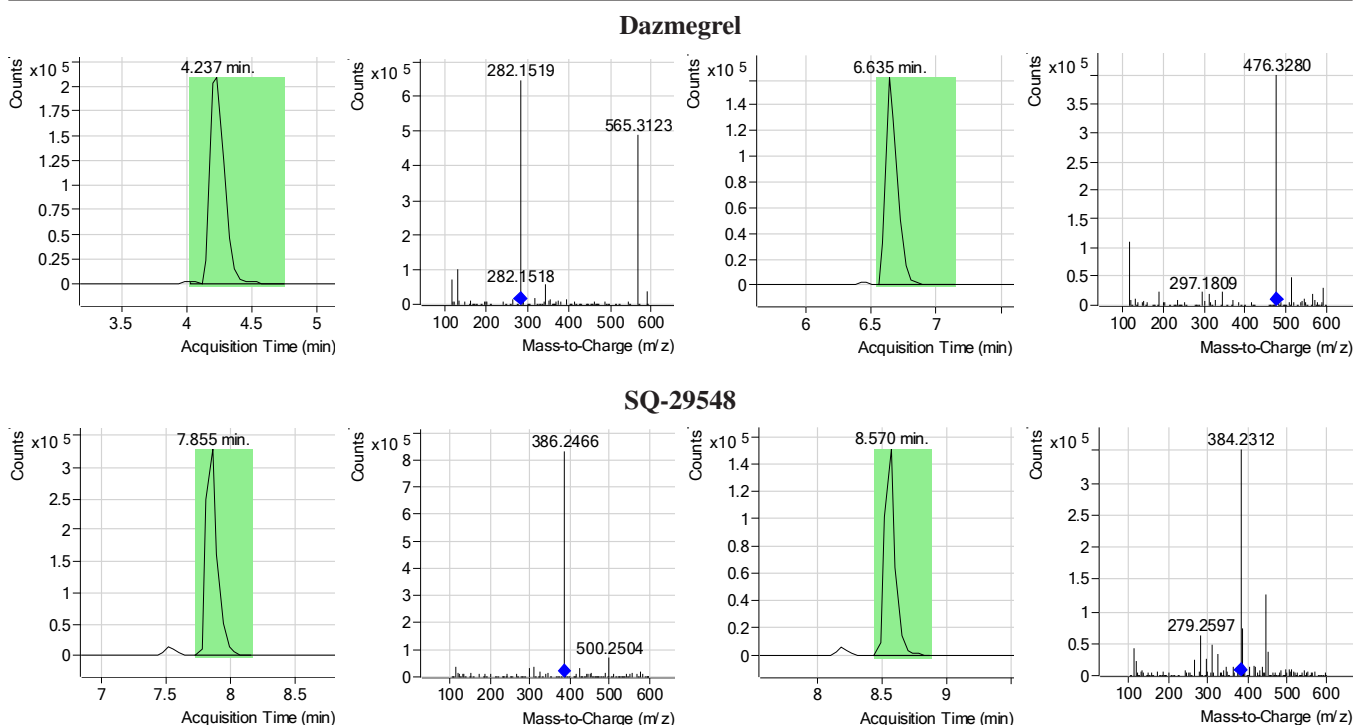 Dazmegrel
Counts
x10 5
4.237 min.
2
1.75
1.5
1.25
1
0.75
0.5
0.25
0
3.5 4 4.5 5
Acquisition Time (min)
Counts
x10 5
282.1519
565.3123
282.1518
6
5
4
3
2
1
0
100 200 300 400 500 600
Mass-to-Charge (m/z)
Counts
x10 5
6.635 min.
1.4
1.2
1
0.8
0.6
0.4
0.2
0
6 6.5 7
Acquisition Time (min)
Counts
x10 5
476.3280
297.1809
3.5
3
2.5
2
1.5
1
0.5
0
100 200 300 400 500 600
Mass-to-Charge (m/z)
SQ-29548
Counts
x10 5
7.855 min.
3
2.5
2
1.5
1
0.5
0
7 7.5 8 8.5
Acquisition Time (min)
Counts
x10 5
386.2466
500.2504
8
7
6
5
4
3
2
1
0
100 200 300 400 500 600
Mass-to-Charge (m/z)
Counts
x10 5
8.570 min.
1.4
1.2
1
0.8
0.6
0.4
0.2
0
8 8.5 9
Acquisition Time (min)
Counts
x10 5
384.2312
279.2597
3
2.5
2
1.5
1
0.5
0
100 200 300 400 500 600
Mass-to-Charge (m/z)